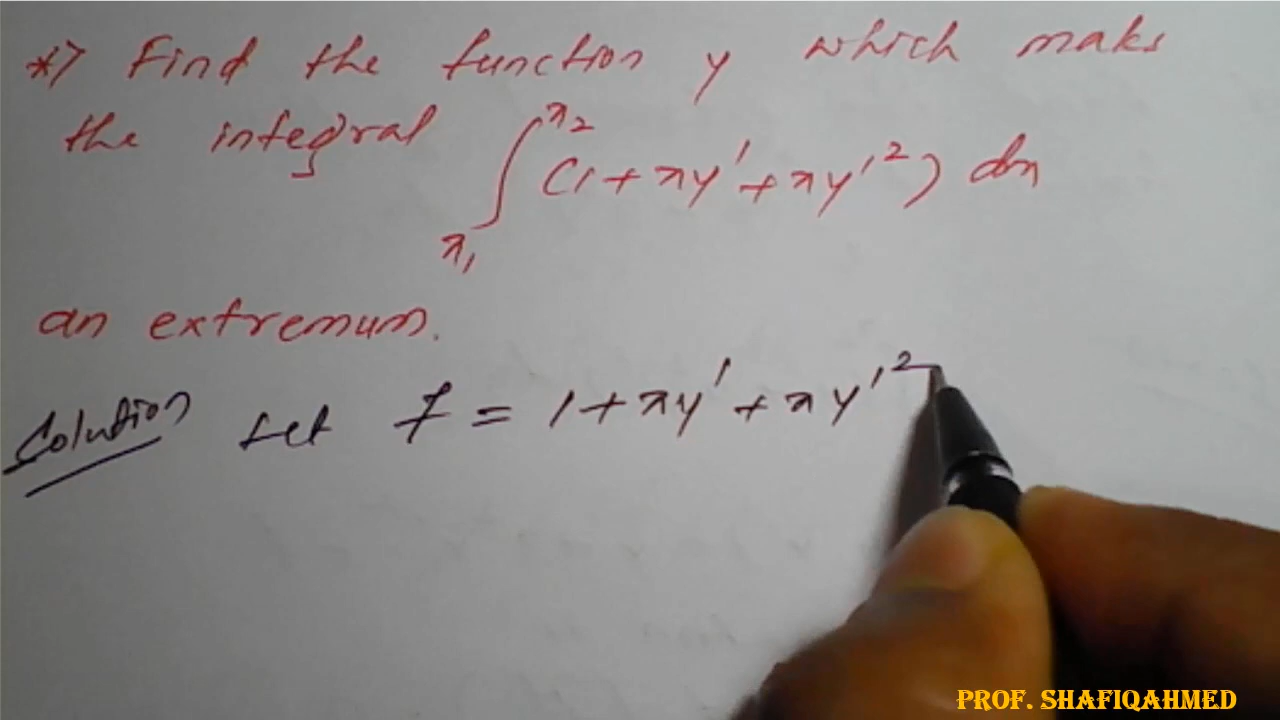 *) Find the function y which maks
the integral ∫_{x₁}^{x₂} (1 + xy' + xy'²) dx
an extremum.
Solution Let f = 1 + xy' + xy'²
PROF. SHAFIQAHMED